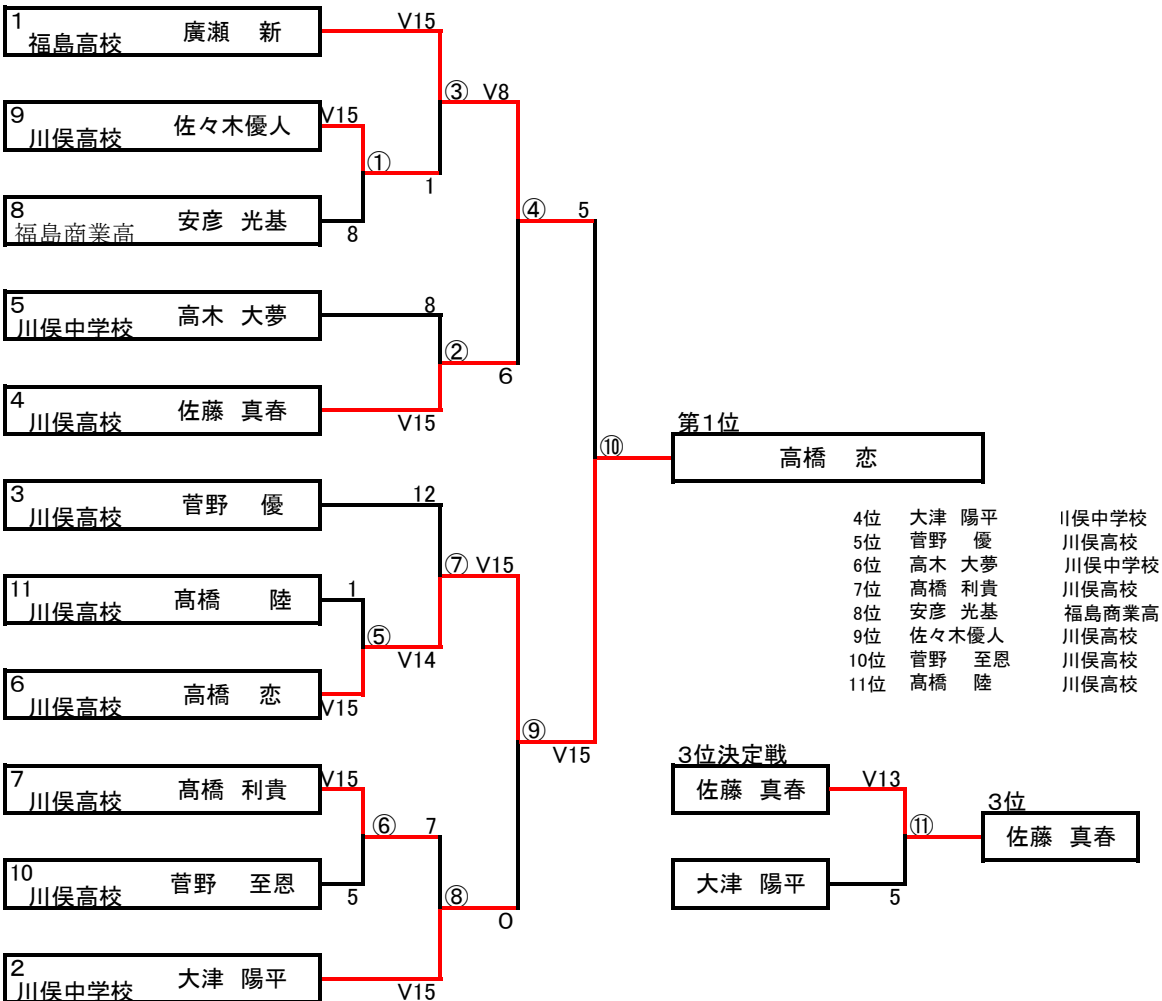 1 福島高校 廣瀬 新 V15
③ V8
9 川俣高校 佐々木優人 V15
① 1
8 福島商業高 安彦 光基 8
④ 5
5 川俣中学校 高木 大夢 8
② 6
4 川俣高校 佐藤 真春 V15
⑩
第1位
高橋 恋
3 川俣高校 菅野 優 12
⑦ V15
11 川俣高校 髙橋 陸 1
⑤ V14
6 川俣高校 高橋 恋 V15
⑨ V15
7 川俣高校 髙橋 利貴 V15
⑥ 7
10 川俣高校 菅野 至恩 5
⑧ 0
2 川俣中学校 大津 陽平 V15
4位 大津 陽平 川俣中学校
5位 菅野 優 川俣高校
6位 高木 大夢 川俣中学校
7位 髙橋 利貴 川俣高校
8位 安彦 光基 福島商業高
9位 佐々木優人 川俣高校
10位 菅野 至恩 川俣高校
11位 髙橋 陸 川俣高校
3位決定戦
佐藤 真春 V13
⑪
大津 陽平 5
3位
佐藤 真春